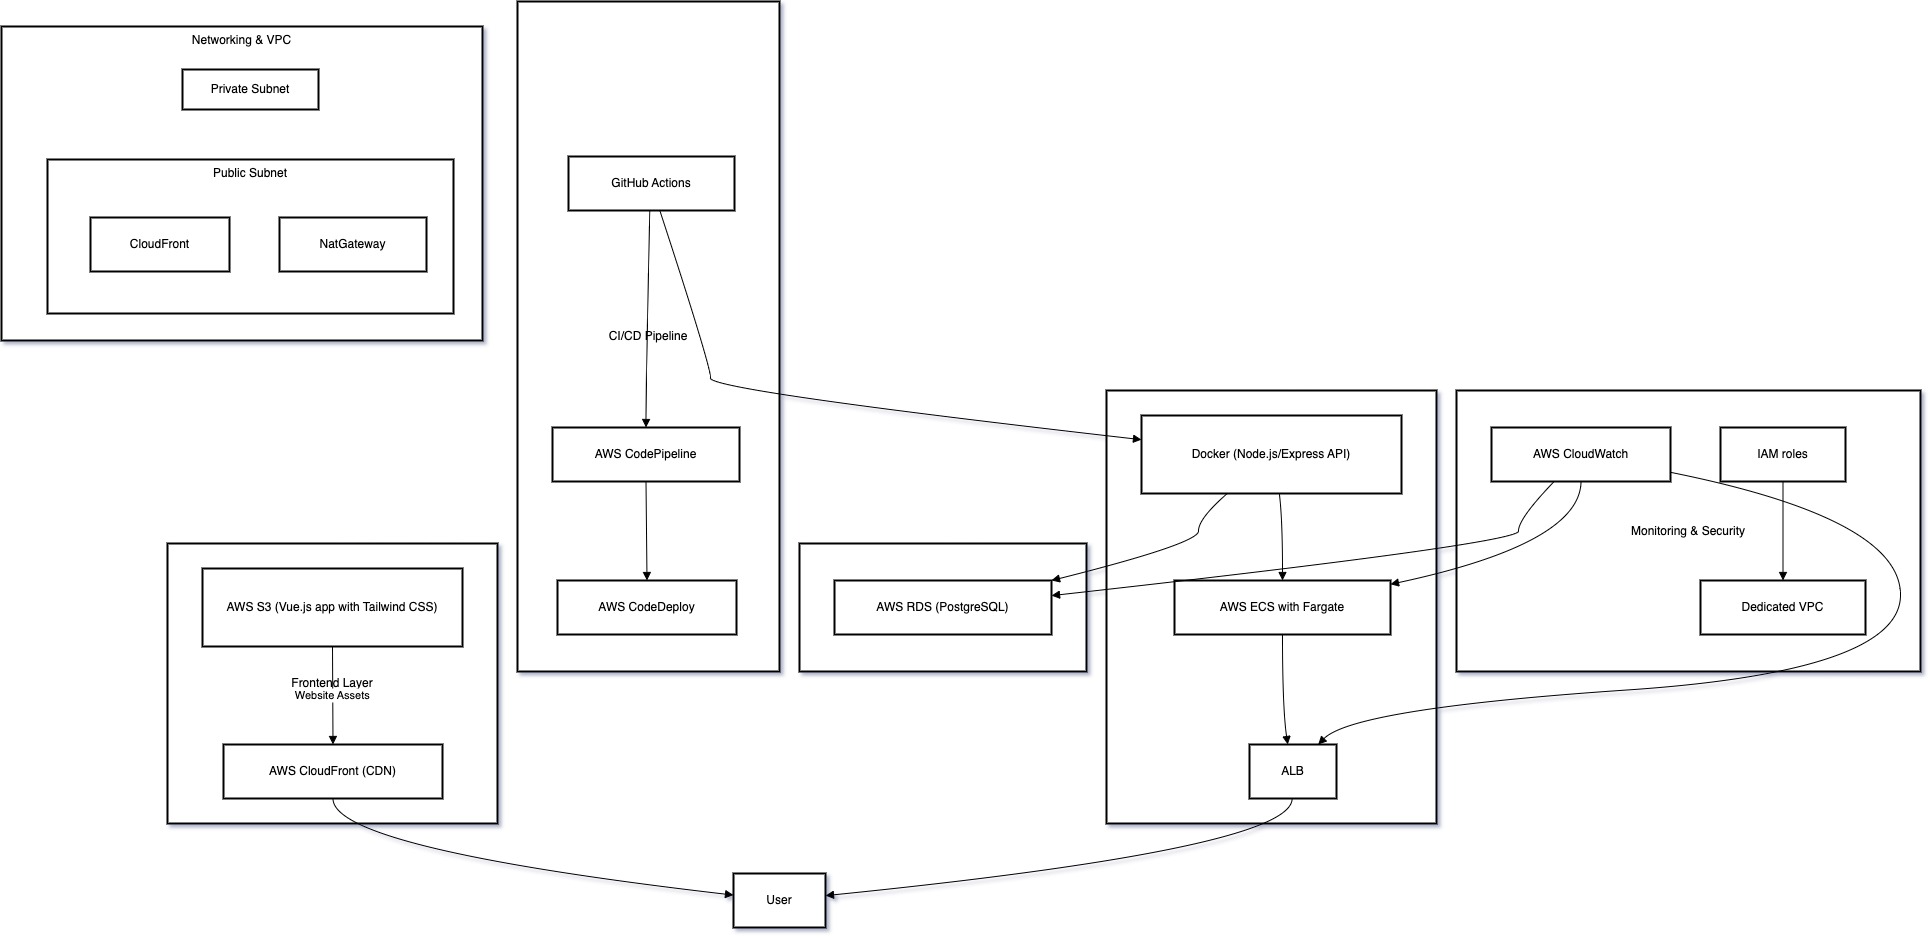 Networking & VPC
Private Subnet
Public Subnet
CloudFront
NatGateway
GitHub Actions
CI/CD Pipeline
AWS CodePipeline
Docker (Node.js/Express API)
AWS CloudWatch
IAM roles
Monitoring & Security
AWS S3 (Vue.js app with Tailwind CSS)
AWS CodeDeploy
AWS RDS (PostgreSQL)
AWS ECS with Fargate
Dedicated VPC
Frontend Layer
Website Assets
AWS CloudFront (CDN)
ALB
User